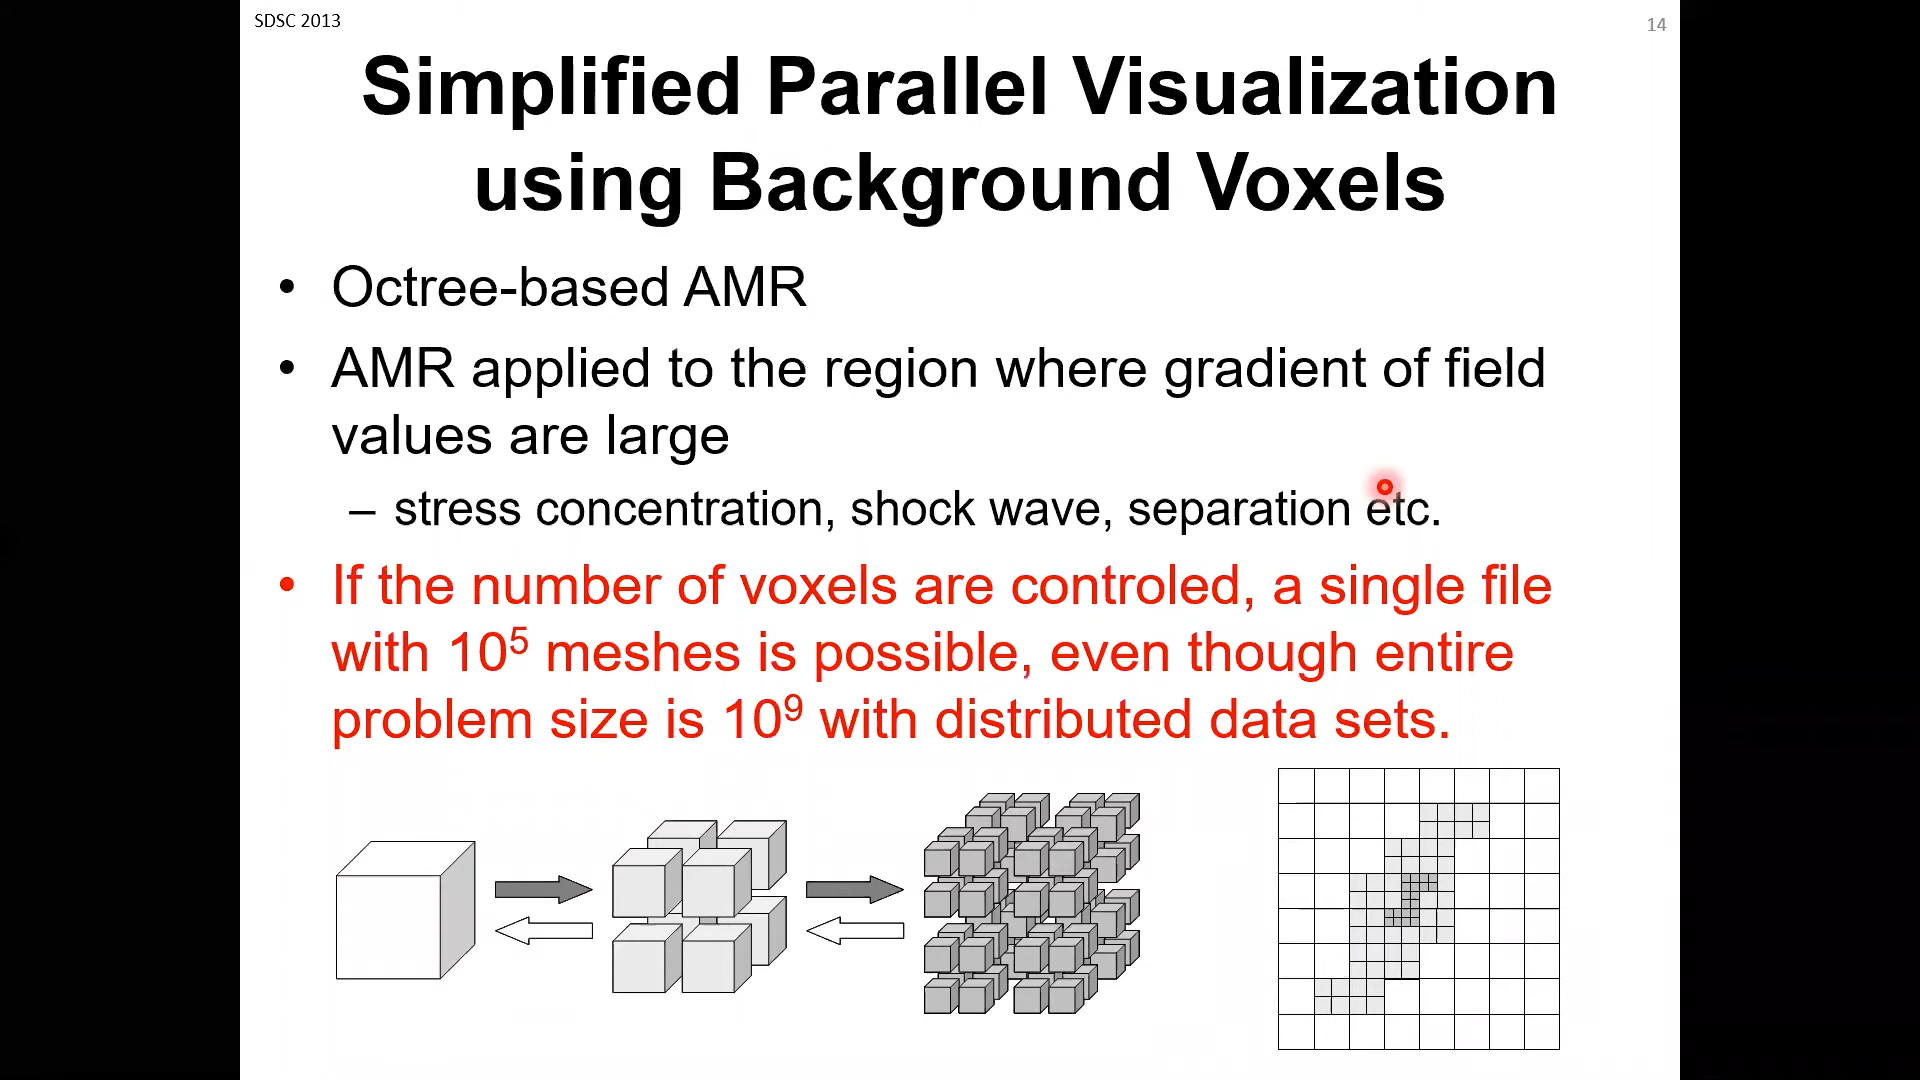 SDSC 2013
14
Simplified Parallel Visualization
using Background Voxels
• Octree-based AMR
• AMR applied to the region where gradient of field
values are large
– stress concentration, shock wave, separation etc.
• If the number of voxels are controled, a single file
with 10⁵ meshes is possible, even though entire
problem size is 10⁹ with distributed data sets.